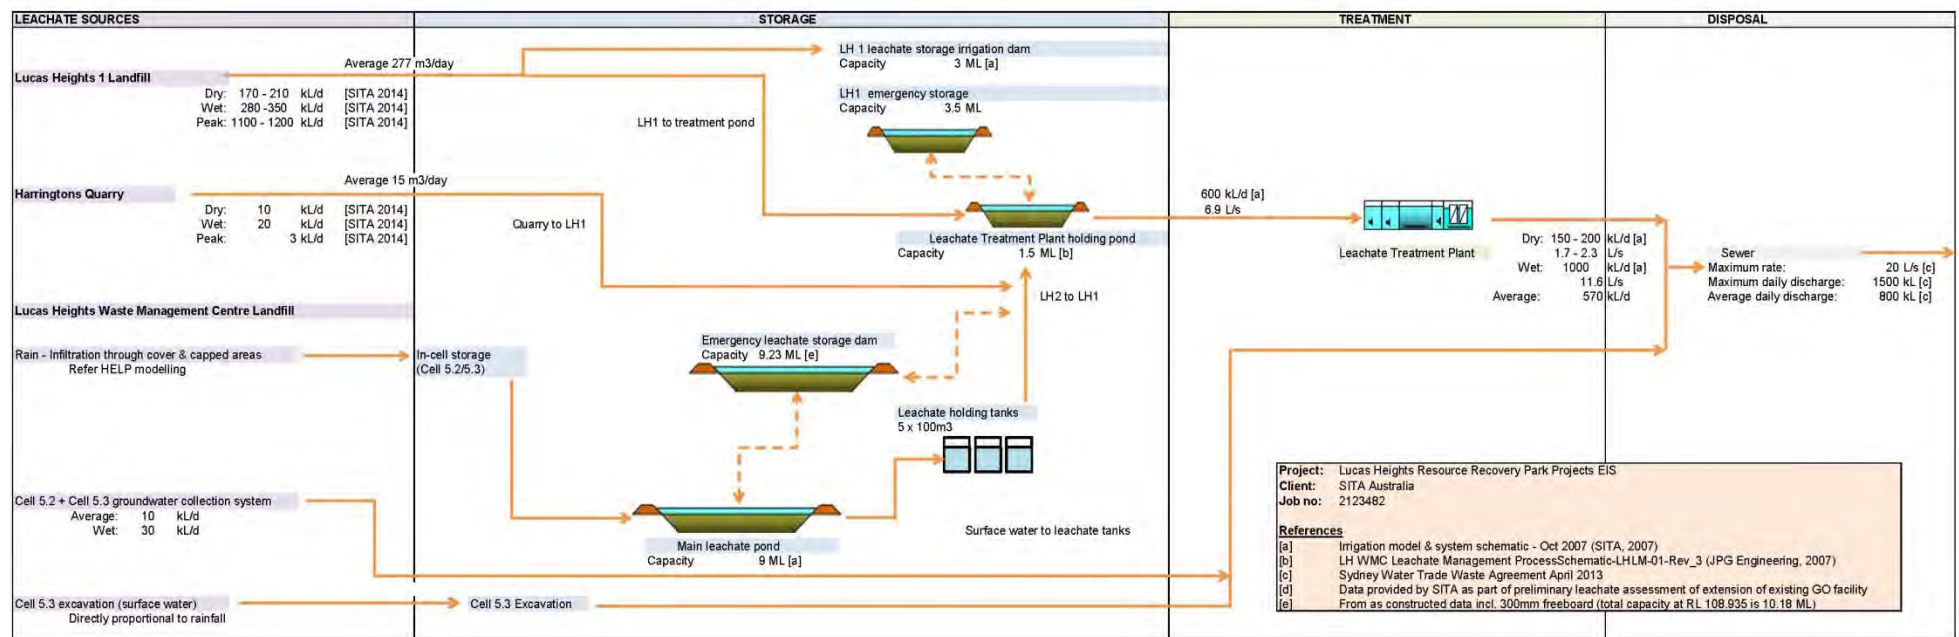 LEACHATE SOURCES
STORAGE
TREATMENT
DISPOSAL
Lucas Heights 1 Landfill
Average 277 m3/day
Dry: 170 - 210 kL/d [SITA 2014]
Wet: 280 -350 kL/d [SITA 2014]
Peak: 1100 - 1200 kL/d [SITA 2014]
LH 1 leachate storage irrigation dam
Capacity 3 ML [a]
LH1 emergency storage
Capacity 3.5 ML
LH1 to treatment pond
Harringtons Quarry
Average 15 m3/day
Dry: 10 kL/d [SITA 2014]
Wet: 20 kL/d [SITA 2014]
Peak: 3 kL/d [SITA 2014]
Quarry to LH1
Leachate Treatment Plant holding pond
Capacity 1.5 ML [b]
600 kL/d [a]
6.9 L/s
Leachate Treatment Plant
Dry: 150 - 200 kL/d [a]
1.7 - 2.3 L/s
Wet: 1000 kL/d [a]
11.6 L/s
Average: 570 kL/d
Sewer
Maximum rate: 20 L/s [c]
Maximum daily discharge: 1500 kL [c]
Average daily discharge: 800 kL [c]
LH2 to LH1
Lucas Heights Waste Management Centre Landfill
Rain - Infiltration through cover & capped areas
Refer HELP modelling
In-cell storage
(Cell 5.2/5.3)
Emergency leachate storage dam
Capacity 9.23 ML [e]
Leachate holding tanks
5 x 100m3
Cell 5.2 + Cell 5.3 groundwater collection system
Average: 10 kL/d
Wet: 30 kL/d
Main leachate pond
Capacity 9 ML [a]
Surface water to leachate tanks
Cell 5.3 excavation (surface water)
Directly proportional to rainfall
Cell 5.3 Excavation
Project: Lucas Heights Resource Recovery Park Projects EIS
Client: SITA Australia
Job no: 2123482
References
[a] Irrigation model & system schematic - Oct 2007 (SITA, 2007)
[b] LH WMC Leachate Management ProcessSchematic-LHLM-01-Rev_3 (JPG Engineering, 2007)
[c] Sydney Water Trade Waste Agreement April 2013
[d] Data provided by SITA as part of preliminary leachate assessment of extension of existing GO facility
[e] From as constructed data incl. 300mm freeboard (total capacity at RL 108.935 is 10.18 ML)